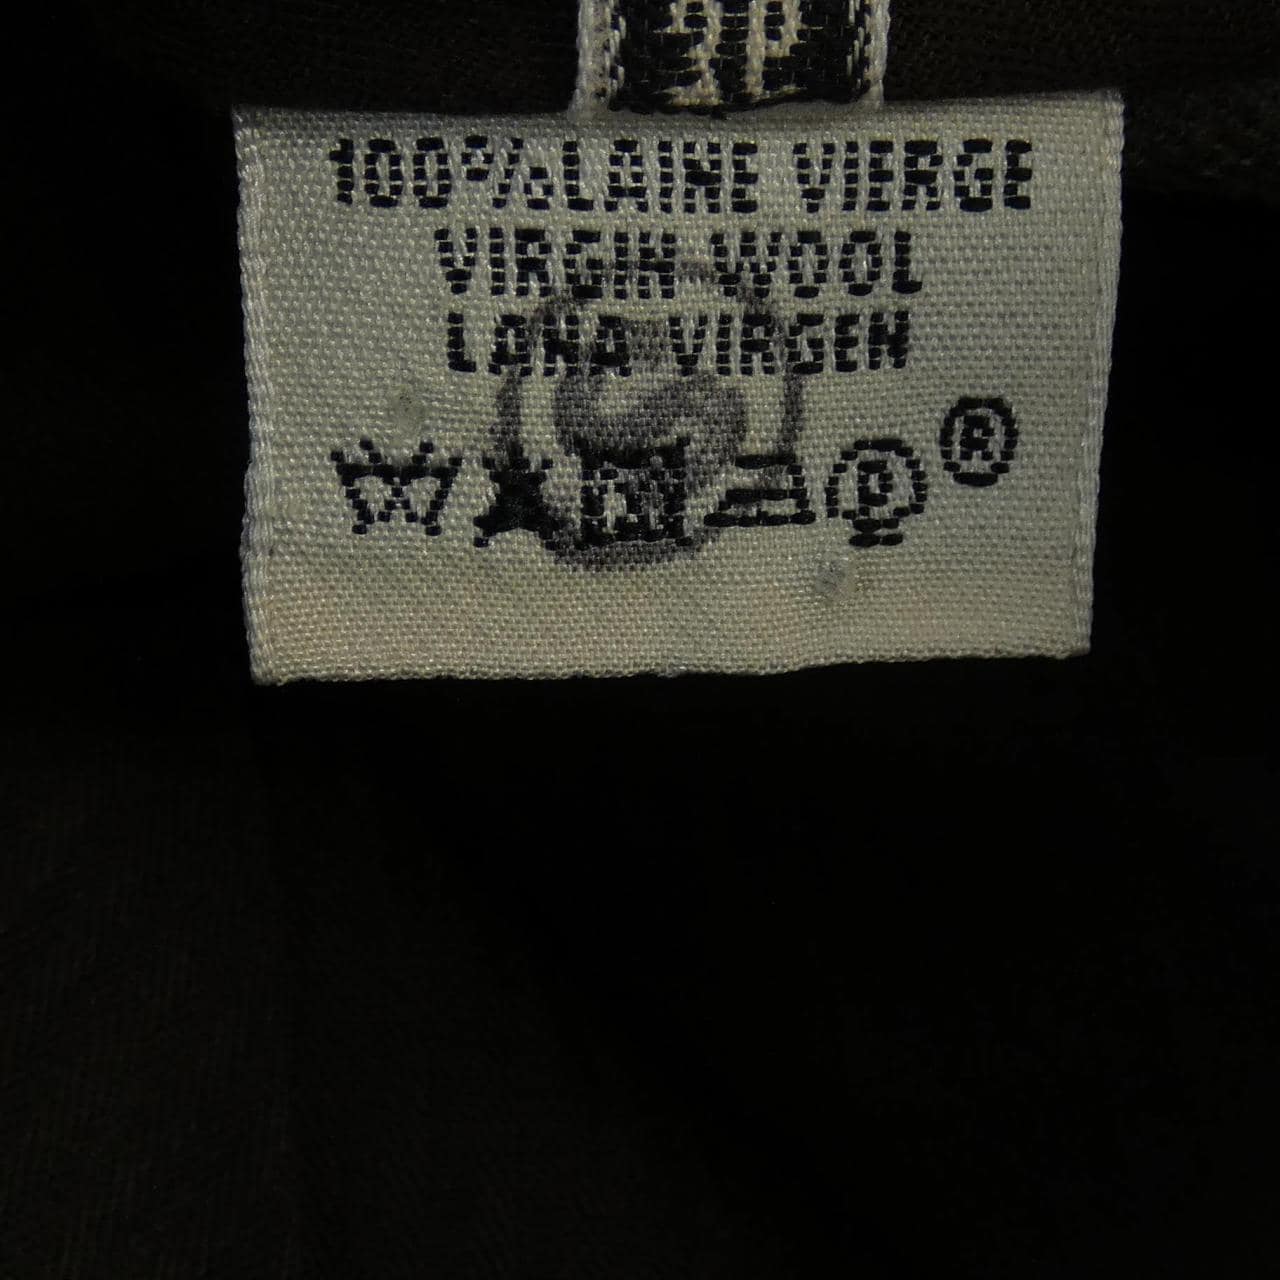 100%LAINE VIERGE
VIRGIN WOOL
LANA VIRGEN
®
P